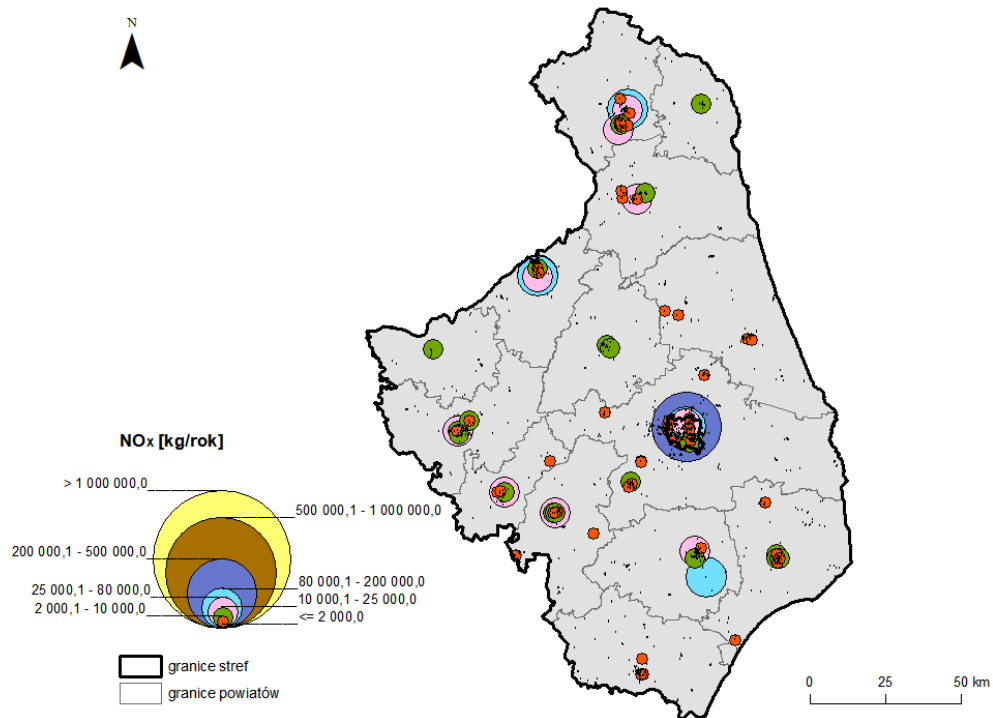 N
NOx [kg/rok]
> 1 000 000,0
500 000,1 - 1 000 000,0
200 000,1 - 500 000,0
80 000,1 - 200 000,0
25 000,1 - 80 000,0
10 000,1 - 25 000,0
2 000,1 - 10 000,0
<= 2 000,0
granice stref
granice powiatów
0 25 50 km